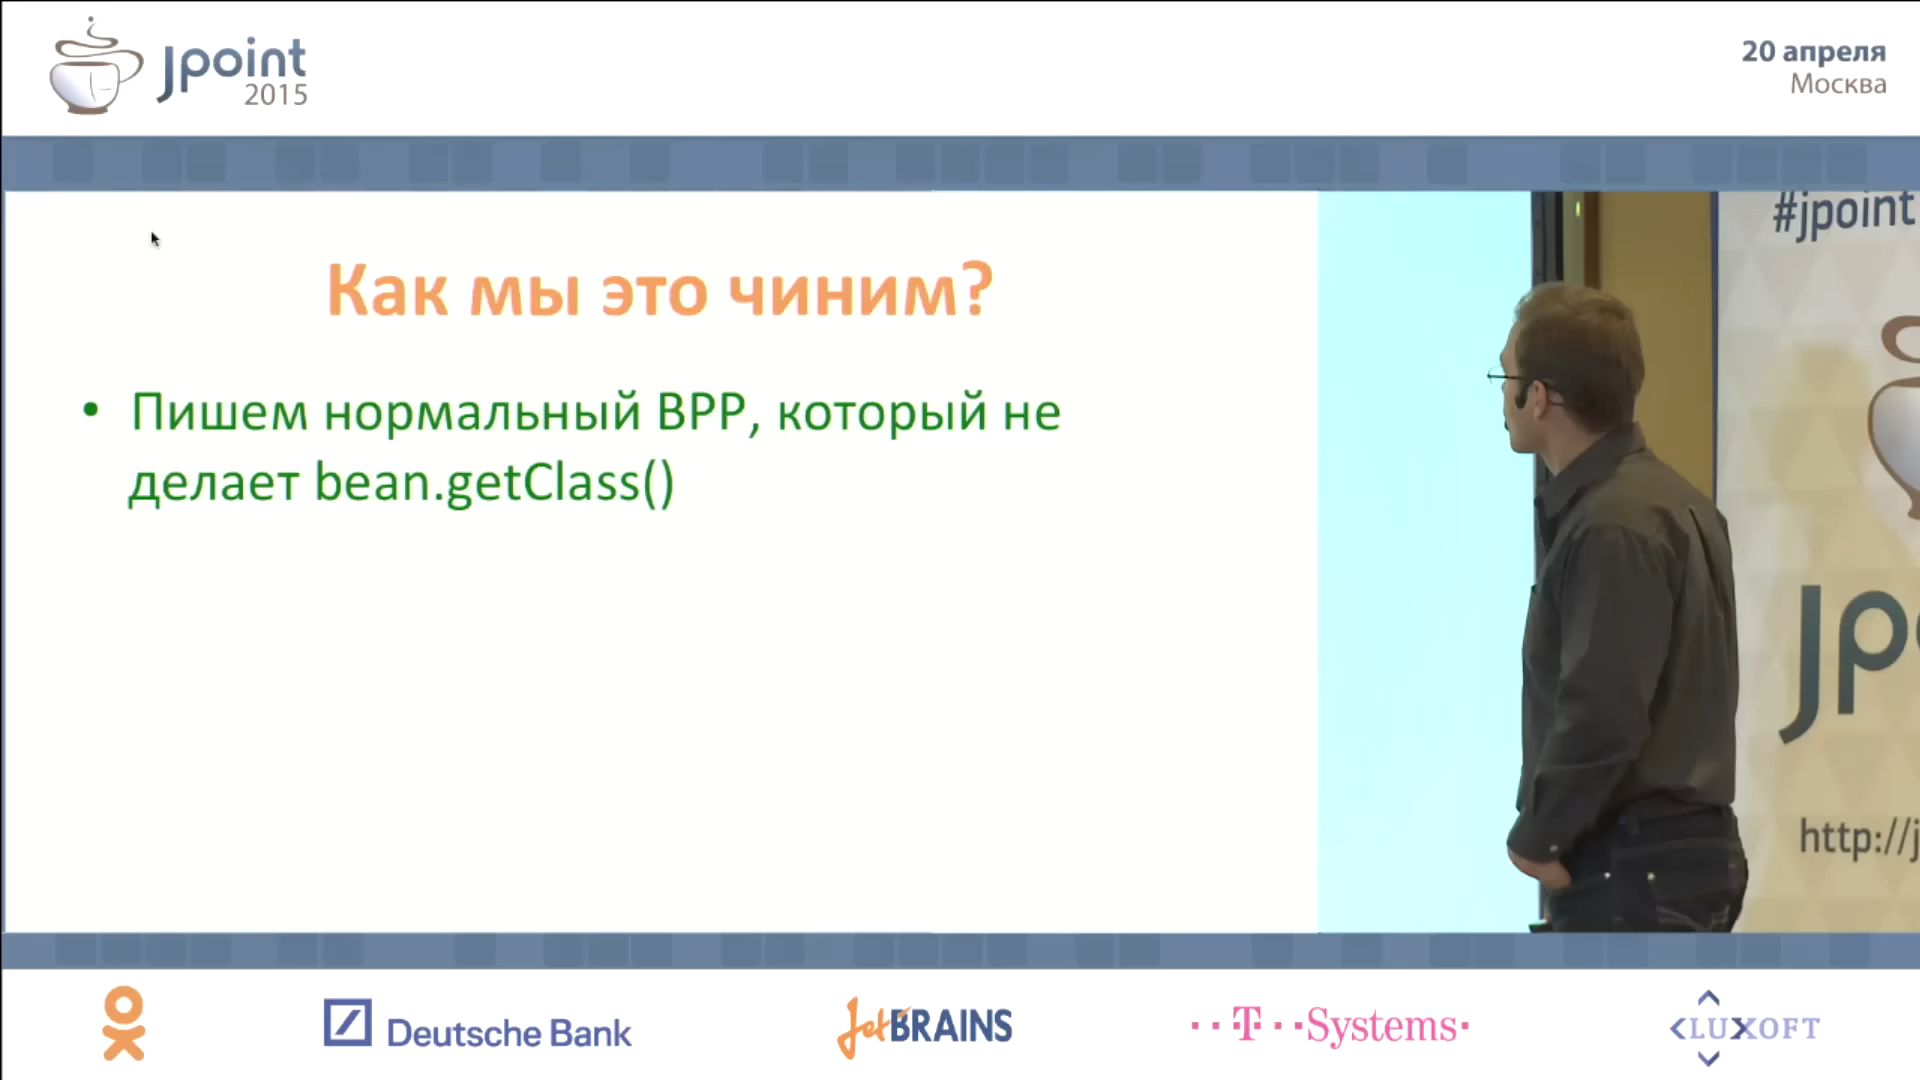 Jpoint
2015
20 апреля
Москва
#jpoint
Как мы это чиним?
• Пишем нормальный BPP, который не
делает bean.getClass()
Jp
http://j
Deutsche Bank
JetBRAINS
··T··Systems·
LUXOFT